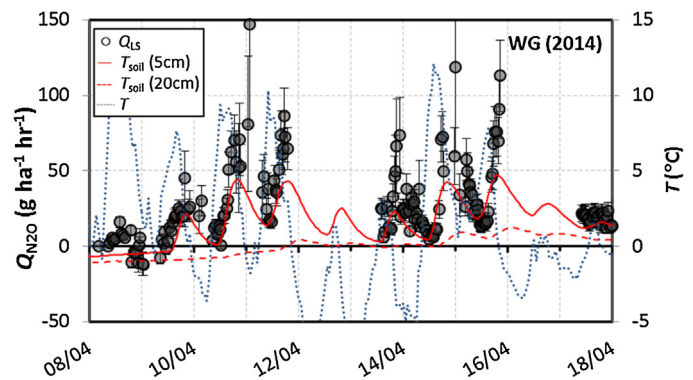 WG (2014)
Q_LS
T_soil (5cm)
T_soil (20cm)
T
Q_N2O (g ha⁻¹ hr⁻¹)
150
100
50
0
-50
15
10
5
0
-5
T (°C)
08/04
10/04
12/04
14/04
16/04
18/04